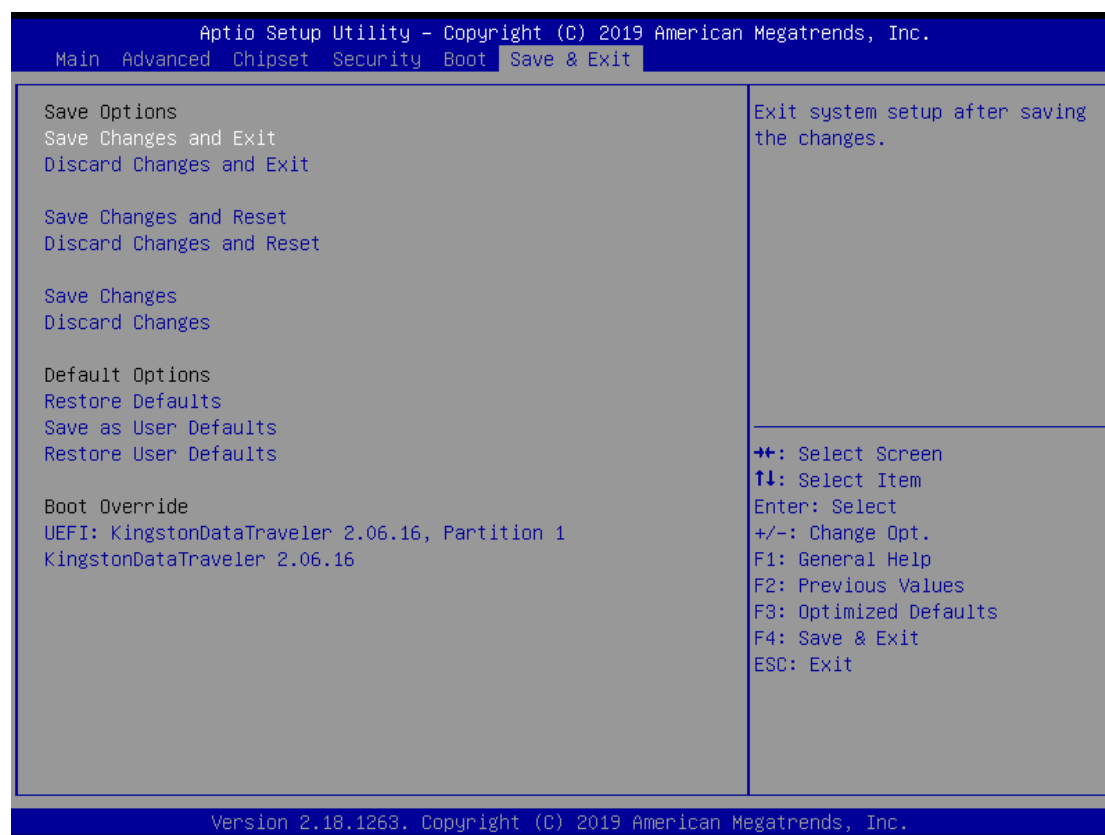 Aptio Setup Utility – Copyright (C) 2019 American Megatrends, Inc.
Main Advanced Chipset Security Boot Save & Exit
Save Options
Save Changes and Exit
Discard Changes and Exit
Save Changes and Reset
Discard Changes and Reset
Save Changes
Discard Changes
Default Options
Restore Defaults
Save as User Defaults
Restore User Defaults
Boot Override
UEFI: KingstonDataTraveler 2.06.16, Partition 1
KingstonDataTraveler 2.06.16
Exit system setup after saving
the changes.
→←: Select Screen
↑↓: Select Item
Enter: Select
+/-: Change Opt.
F1: General Help
F2: Previous Values
F3: Optimized Defaults
F4: Save & Exit
ESC: Exit
Version 2.18.1263. Copyright (C) 2019 American Megatrends, Inc.